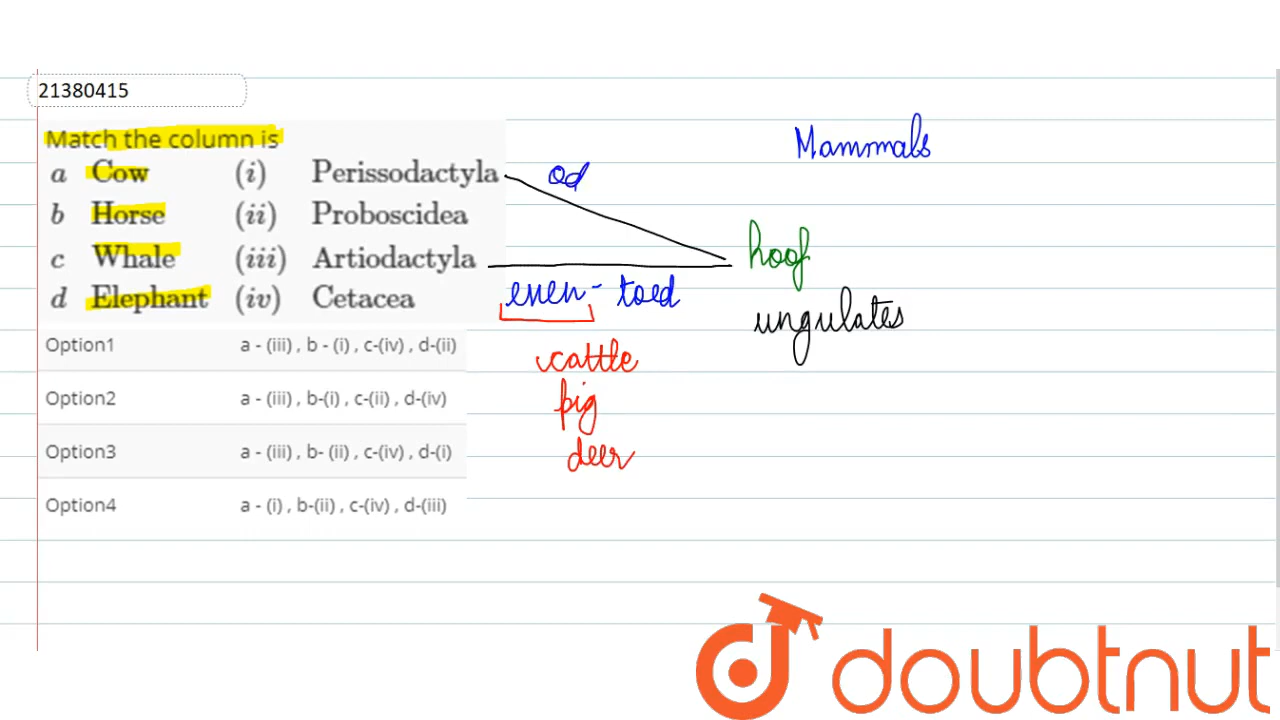 21380415
Match the column is
a Cow (i) Perissodactyla
b Horse (ii) Proboscidea
c Whale (iii) Artiodactyla
d Elephant (iv) Cetacea
Option1 a - (iii) , b - (i) , c-(iv) , d-(ii)
Option2 a - (iii) , b-(i) , c-(ii) , d-(iv)
Option3 a - (iii) , b- (ii) , c-(iv) , d-(i)
Option4 a - (i) , b-(ii) , c-(iv) , d-(iii)
Mammals
od
hoof
even-toed
ungulates
cattle
pig
deer
doubtnut